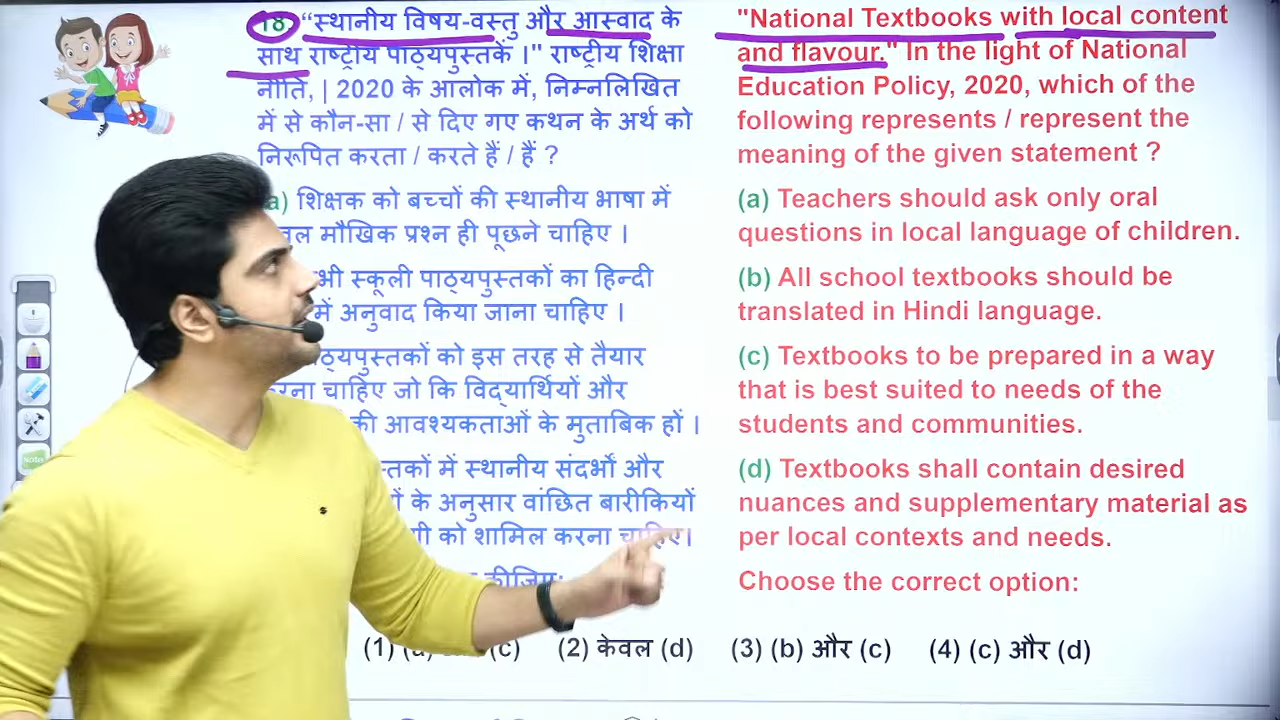 18. “स्थानीय विषय-वस्तु और आस्वाद के
साथ राष्ट्रीय पाठ्यपुस्तकें ।" राष्ट्रीय शिक्षा
नीति, | 2020 के आलोक में, निम्नलिखित
में से कौन-सा / से दिए गए कथन के अर्थ को
निरूपित करता / करते हैं / हैं ?
a) शिक्षक को बच्चों की स्थानीय भाषा में
मौखिक प्रश्न ही पूछने चाहिए ।
स्कूली पाठ्यपुस्तकों का हिन्दी
में अनुवाद किया जाना चाहिए ।
को इस तरह से तैयार
चाहिए जो कि विद्यार्थियों और
की आवश्यकताओं के मुताबिक हों ।
में स्थानीय संदर्भों और
के अनुसार वांछित बारीकियों
को शामिल करना चाहिए।
कीजिए:
"National Textbooks with local content
and flavour." In the light of National
Education Policy, 2020, which of the
following represents / represent the
meaning of the given statement ?
(a) Teachers should ask only oral
questions in local language of children.
(b) All school textbooks should be
translated in Hindi language.
(c) Textbooks to be prepared in a way
that is best suited to needs of the
students and communities.
(d) Textbooks shall contain desired
nuances and supplementary material as
per local contexts and needs.
Choose the correct option:
(1) (c) (2) केवल (d) (3) (b) और (c) (4) (c) और (d)